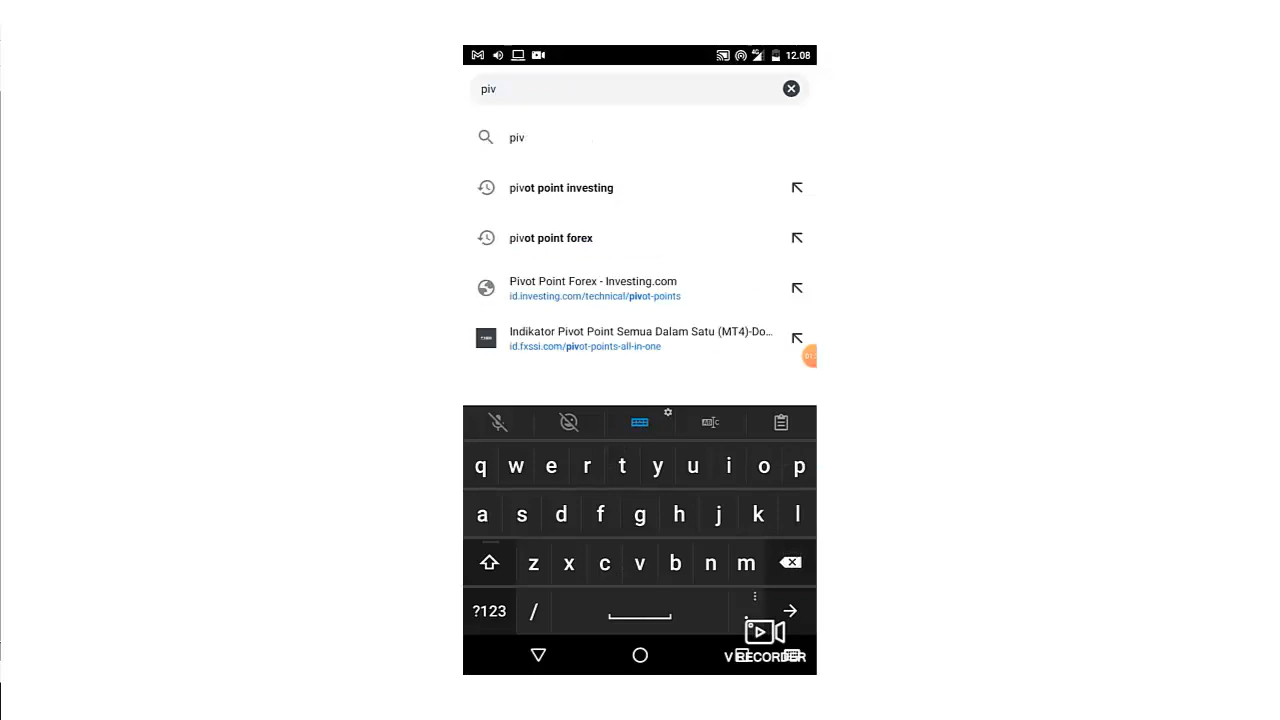 12.08
piv
piv
pivot point investing
pivot point forex
Pivot Point Forex - Investing.com
id.investing.com/technical/pivot-points
Indikator Pivot Point Semua Dalam Satu (MT4)-Do...
id.fxssi.com/pivot-points-all-in-one
q w e r t y u i o p
a s d f g h j k l
z x c v b n m
?123 /
V RECORDER